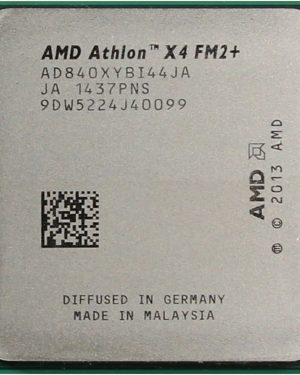 AMD Athlon™ X4 FM2+
AD840XYBI44JA
JA 1437PNS
9DW5224J40099
AMD
® © 2013 AMD
DIFFUSED IN GERMANY
MADE IN MALAYSIA